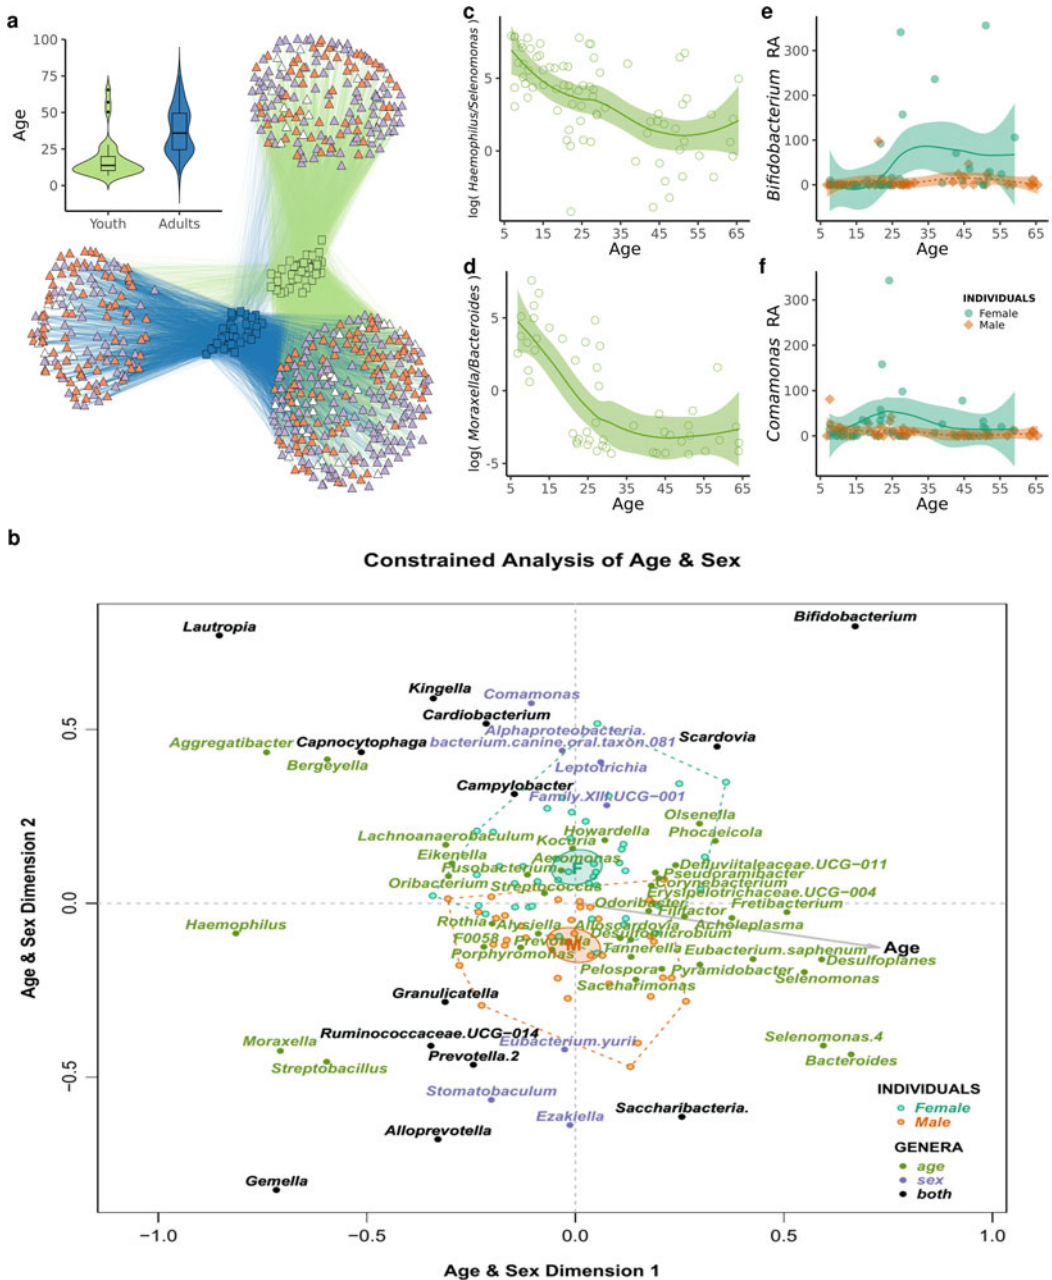 a
100
75
50
25
0
Age
Youth
Adults
c
log( Haemophilus/Selenomonas )
5
0
5 15 25 35 45 55 65
Age
d
log( Moraxella/Bacteroides )
5
0
-5
5 15 25 35 45 55 65
Age
e
Bifidobacterium RA
300
200
100
0
5 15 25 35 45 55 65
Age
f
Comamonas RA
300
200
100
0
INDIVIDUALS
Female
Male
5 15 25 35 45 55 65
Age
b
Constrained Analysis of Age & Sex
Age & Sex Dimension 2
0.5
0.0
−0.5
Lautropia
Bifidobacterium
Kingella
Comamonas
Cardiobacterium
Alphaproteobacteria.
Scardovia
Aggregatibacter
Capnocytophaga
bacterium.canine.oral.taxon.081
Bergeyella
Leptotrichia
Campylobacter
Family.XIII.UCG−001
Olsenella
Lachnoanaerobaculum
Howardella
Phocaeicola
Kocuria
Eikenella
Aeromonas
Defluviitaleaceae.UCG−011
Fusobacterium
F
Pseudopramibacter
Oribacterium
Streptococcus
Corynebacterium
Erysipelotrichaceae.UCG−004
Odoribacter
Fretibacterium
Filifactor
Haemophilus
Rothia
Alysiella
Alloscardovia
Acholeplasma
F0058
Prevotella
Desulfomicrobium
M
Age
Porphyromonas
Tannerella
Eubacterium.saphenum
Desulfoplanes
Pelospora
Pyramidobacter
Selenomonas
Saccharimonas
Granulicatella
Ruminococcaceae.UCG−014
Eubacterium.yurii
Moraxella
Prevotella.2
Selenomonas.4
Streptobacillus
Bacteroides
Stomatobaculum
Saccharibacteria.
Ezakiella
Alloprevotella
Gemella
INDIVIDUALS
Female
Male
GENERA
age
sex
both
−1.0 −0.5 0.0 0.5 1.0
Age & Sex Dimension 1